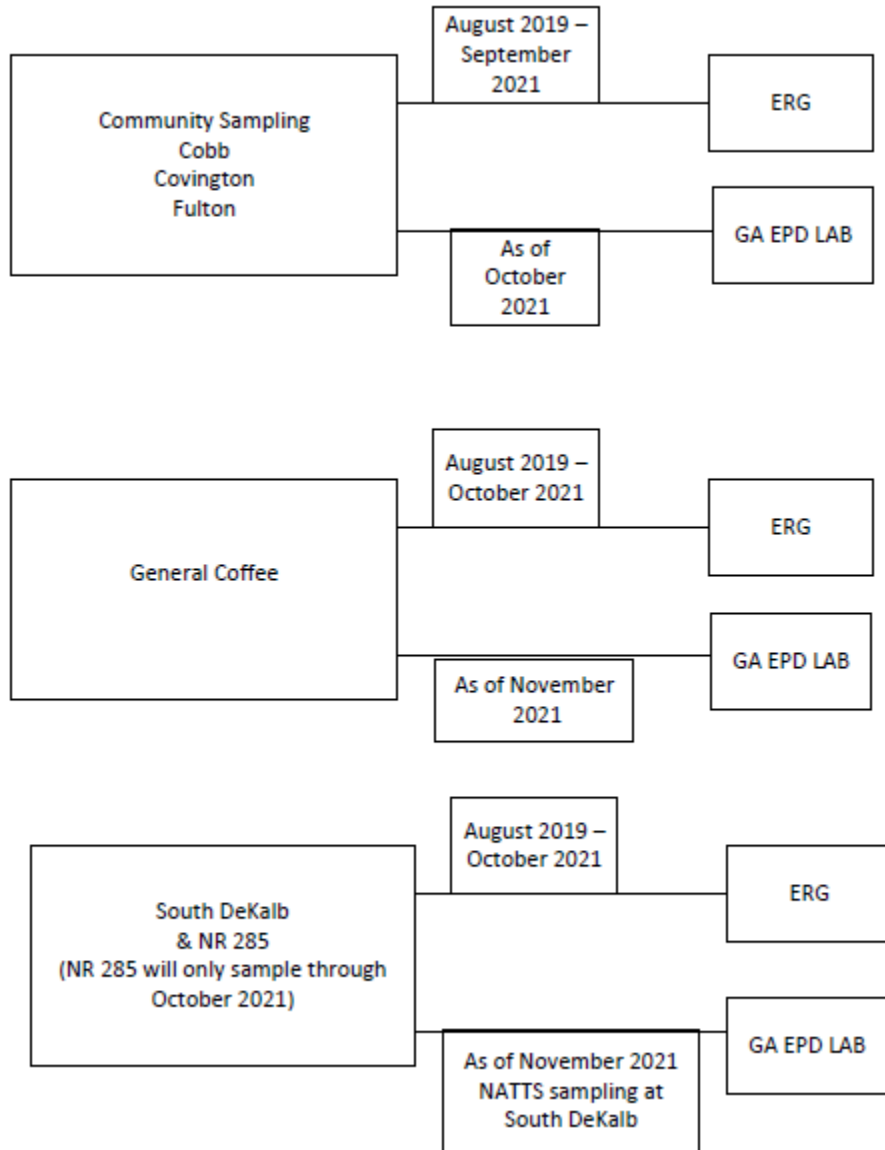 August 2019 –
September
2021
Community Sampling
Cobb
Covington
Fulton
ERG
As of
October
2021
GA EPD LAB
August 2019 –
October 2021
General Coffee
ERG
As of November
2021
GA EPD LAB
August 2019 –
October 2021
South DeKalb
& NR 285
(NR 285 will only sample through
October 2021)
ERG
As of November 2021
NATTS sampling at
South DeKalb
GA EPD LAB